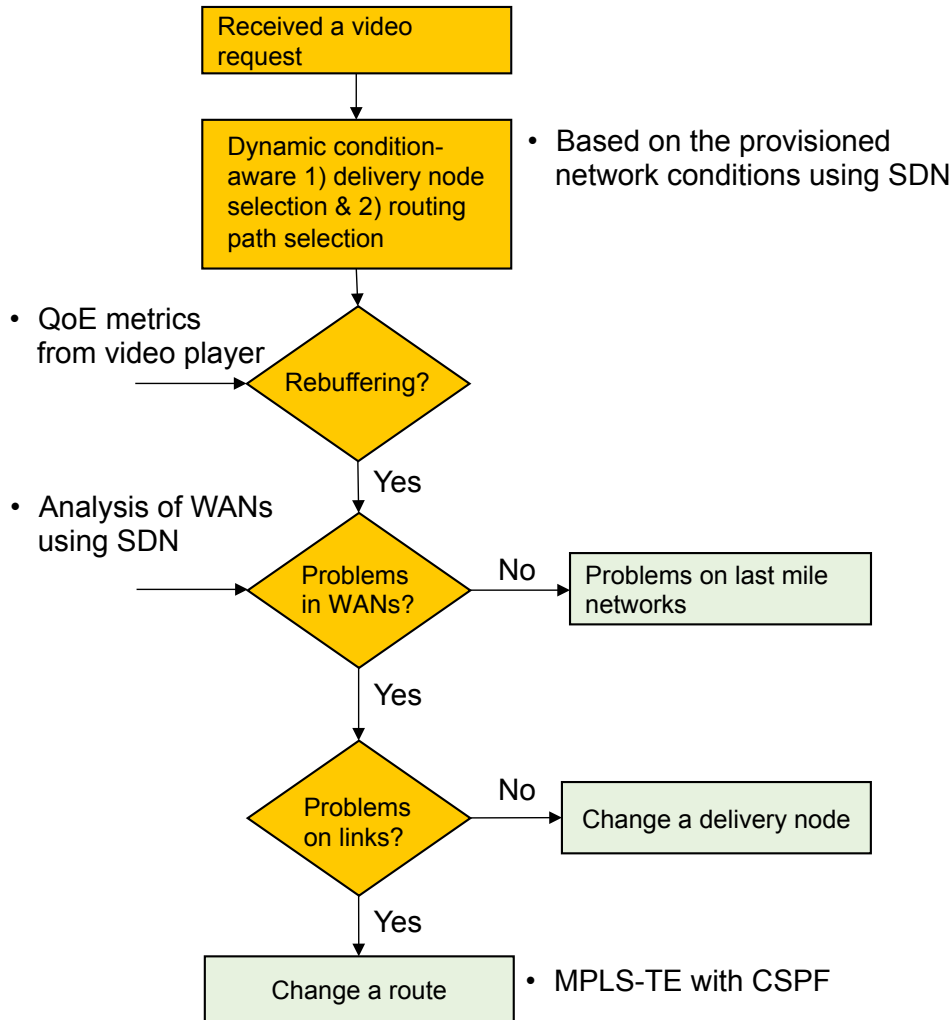 Received a video
request
Dynamic condition-
aware 1) delivery node
selection & 2) routing
path selection
• Based on the provisioned
network conditions using SDN
• QoE metrics
from video player
Rebuffering?
Yes
• Analysis of WANs
using SDN
Problems
in WANs?
No
Problems on last mile
networks
Yes
Problems
on links?
No
Change a delivery node
Yes
Change a route
• MPLS-TE with CSPF